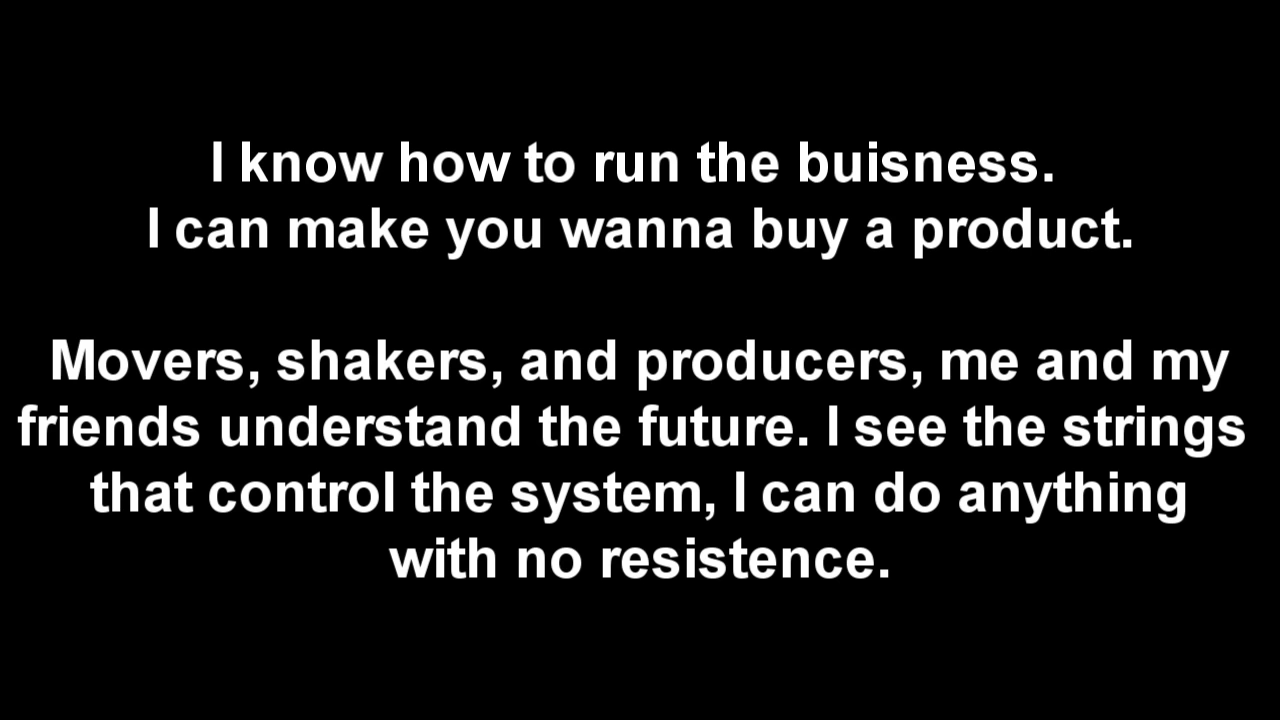 I know how to run the buisness.
I can make you wanna buy a product.
Movers, shakers, and producers, me and my
friends understand the future. I see the strings
that control the system, I can do anything
with no resistence.